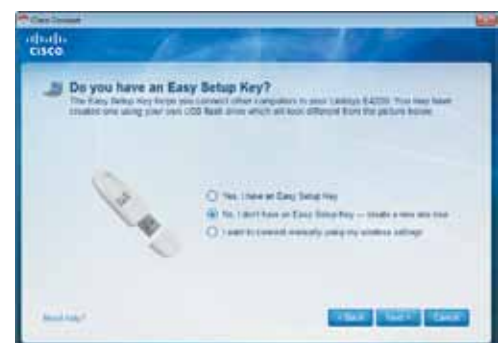 Cisco Connect
CISCO
Do you have an Easy Setup Key?
The Easy Setup Key helps you connect other computers to your Linksys E4200. You may have
created one using your own USB flash drive which will look different from the picture below.
Yes, I have an Easy Setup Key
No, I don't have an Easy Setup Key — create a new one now
I want to connect manually using my wireless settings
Need help?
< Back
Next >
Cancel